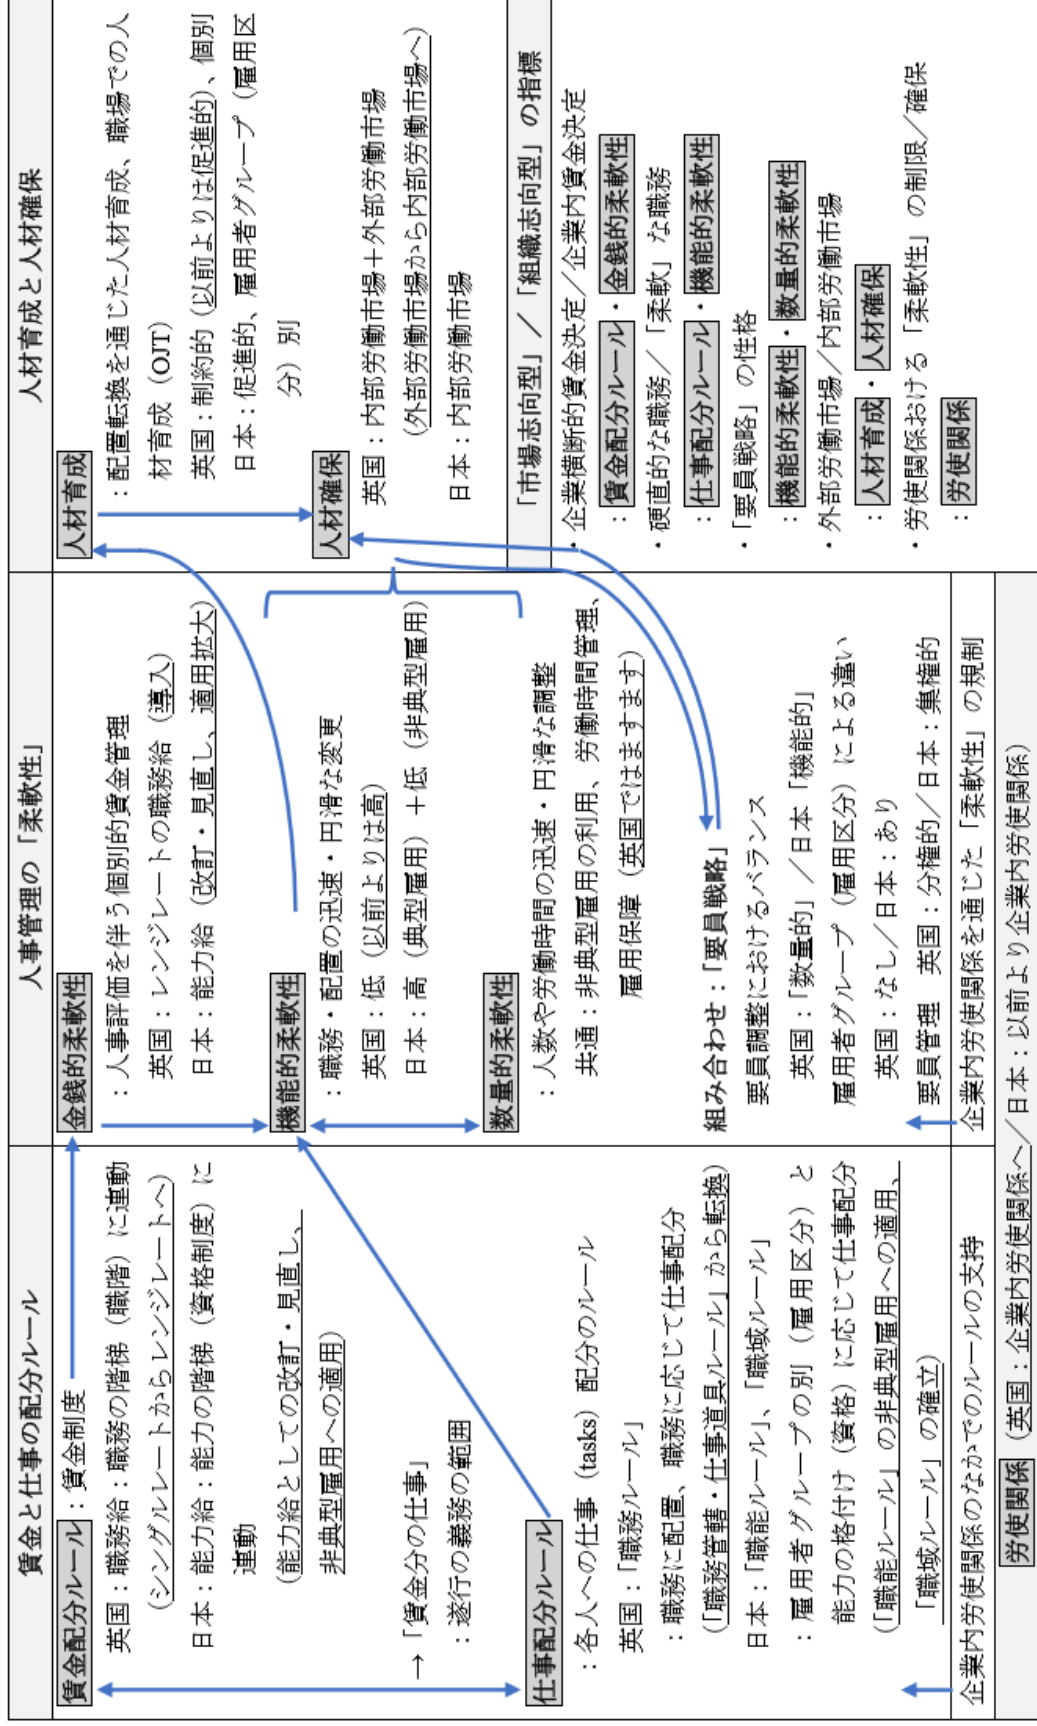 賃金と仕事の配分ルール
賃金配分ルール：賃金制度
英国：職務給：職務の階梯（職階）に連動
（シングルレートからレンジレートへ）
日本：能力給：能力の階梯（資格制度）に
連動
（能力給としての改訂・見直し、
非典型雇用への適用）
→「賃金分の仕事」
：遂行の義務の範囲
仕事配分ルール
：各人への仕事（tasks）配分のルール
英国：「職務ルール」
：職務に配置、職務に応じて仕事配分
（「職務管轄・仕事道具ルール」から転換）
日本：「職能ルール」、「職域ルール」
：雇用者グループの別（雇用区分）と
能力の格付け（資格）に応じて仕事配分
（「職能ルール」の非典型雇用への適用、
「職域ルール」の確立）
企業内労使関係のなかでのルールの支持
人事管理の「柔軟性」
金銭的柔軟性
：人事評価を伴う個別的賃金管理
英国：レンジレートの職務給（導入）
日本：能力給（改訂・見直し、適用拡大）
機能的柔軟性
：職務・配置の迅速・円滑な変更
英国：低（以前よりは高）
日本：高（典型雇用）＋低（非典型雇用）
数量的柔軟性
：人数や労働時間の迅速・円滑な調整
共通：非典型雇用の利用、労働時間管理、
雇用保障（英国ではますます）
組み合わせ：「要員戦略」
要員調整におけるバランス
英国：「数量的」／日本「機能的」
雇用者グループ（雇用区分）による違い
英国：なし／日本：あり
要員管理　英国：分権的／日本：集権的
企業内労使関係を通じた「柔軟性」の規制
人材育成と人材確保
人材育成
：配置転換を通じた人材育成、職場での人
材育成（OJT）
英国：制約的（以前よりは促進的）、個別
日本：促進的、雇用者グループ（雇用区
分）別
人材確保
英国：内部労働市場＋外部労働市場
（外部労働市場から内部労働市場へ）
日本：内部労働市場
「市場志向型」／「組織志向型」の指標
・企業横断的賃金決定／企業内賃金決定
：賃金配分ルール・金銭的柔軟性
・硬直的な職務／「柔軟」な職務
：仕事配分ルール・機能的柔軟性
・「要員戦略」の性格
：機能的柔軟性・数量的柔軟性
・外部労働市場／内部労働市場
：人材育成・人材確保
・労使関係おける「柔軟性」の制限／確保
：労使関係
労使関係（英国：企業内労使関係へ／日本：以前より企業内労使関係）